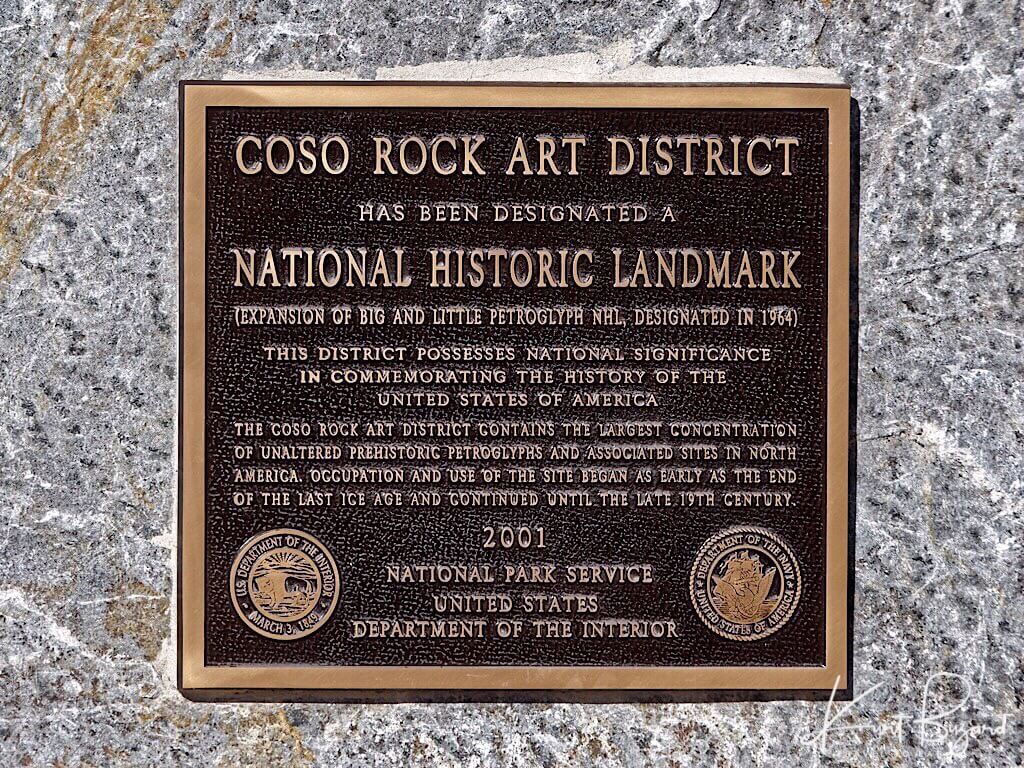 COSO ROCK ART DISTRICT
HAS BEEN DESIGNATED A
NATIONAL HISTORIC LANDMARK
(EXPANSION OF BIG AND LITTLE PETROGLYPH NHL, DESIGNATED IN 1964)
THIS DISTRICT POSSESSES NATIONAL SIGNIFICANCE
IN COMMEMORATING THE HISTORY OF THE
UNITED STATES OF AMERICA
THE COSO ROCK ART DISTRICT CONTAINS THE LARGEST CONCENTRATION
OF UNALTERED PREHISTORIC PETROGLYPHS AND ASSOCIATED SITES IN NORTH
AMERICA. OCCUPATION AND USE OF THE SITE BEGAN AS EARLY AS THE END
OF THE LAST ICE AGE AND CONTINUED UNTIL THE LATE 19TH CENTURY.
2001
NATIONAL PARK SERVICE
UNITED STATES
DEPARTMENT OF THE INTERIOR
U.S. DEPARTMENT OF THE INTERIOR
MARCH 3, 1849
DEPARTMENT OF THE NAVY
UNITED STATES OF AMERICA
Kurt Buzard